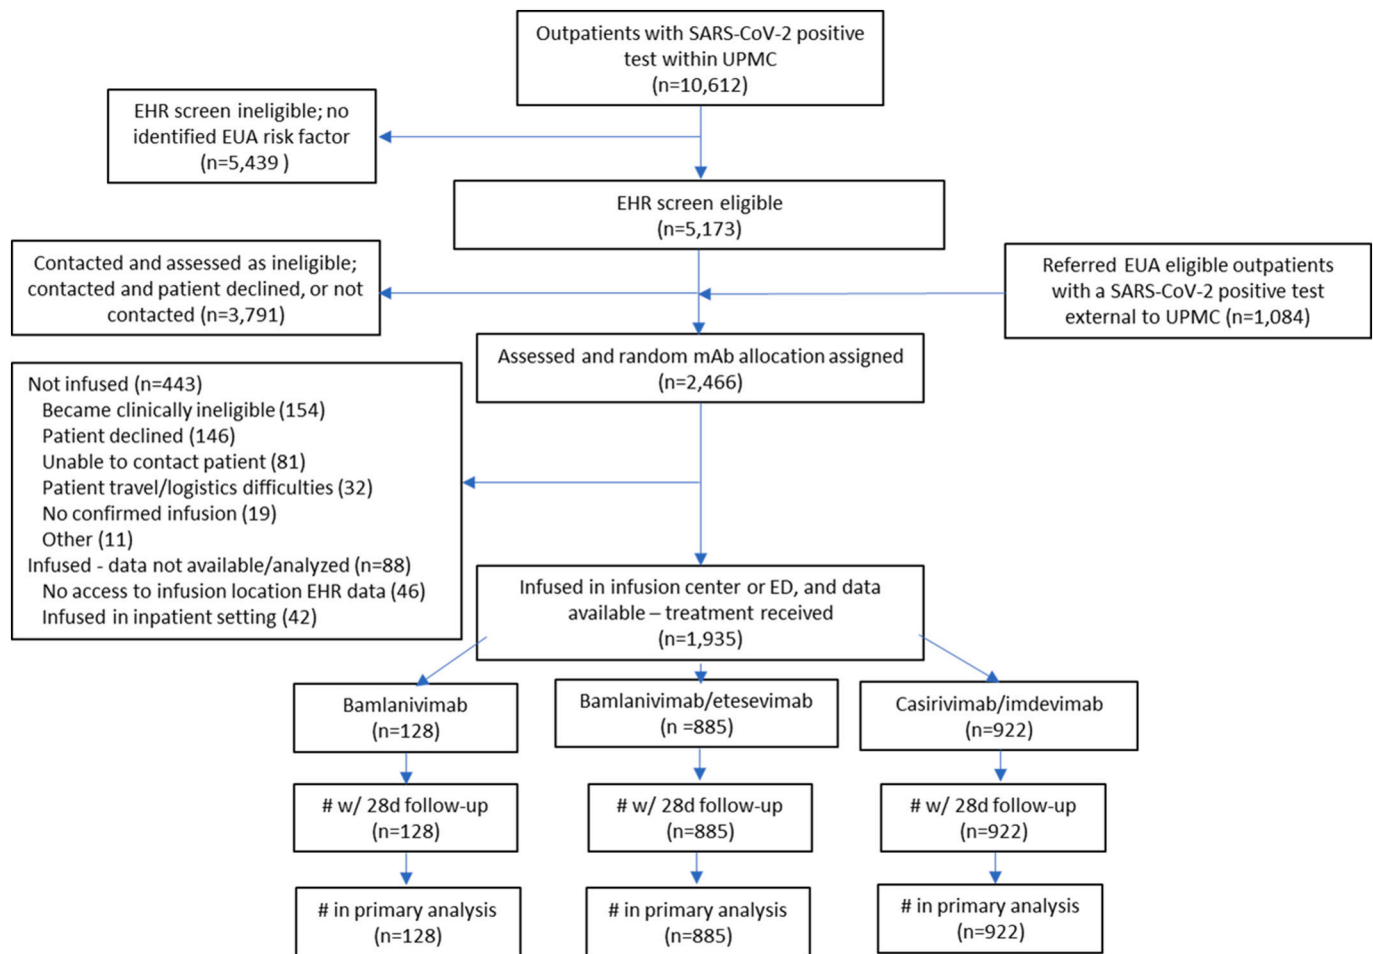 Outpatients with SARS-CoV-2 positive
test within UPMC
(n=10,612)
EHR screen ineligible; no
identified EUA risk factor
(n=5,439 )
EHR screen eligible
(n=5,173)
Contacted and assessed as ineligible;
contacted and patient declined, or not
contacted (n=3,791)
Referred EUA eligible outpatients
with a SARS-CoV-2 positive test
external to UPMC (n=1,084)
Assessed and random mAb allocation assigned
(n=2,466)
Not infused (n=443)
Became clinically ineligible (154)
Patient declined (146)
Unable to contact patient (81)
Patient travel/logistics difficulties (32)
No confirmed infusion (19)
Other (11)
Infused - data not available/analyzed (n=88)
No access to infusion location EHR data (46)
Infused in inpatient setting (42)
Infused in infusion center or ED, and data
available – treatment received
(n=1,935)
Bamlanivimab
(n=128)
Bamlanivimab/etesevimab
(n =885)
Casirivimab/imdevimab
(n=922)
# w/ 28d follow-up
(n=128)
# w/ 28d follow-up
(n=885)
# w/ 28d follow-up
(n=922)
# in primary analysis
(n=128)
# in primary analysis
(n=885)
# in primary analysis
(n=922)